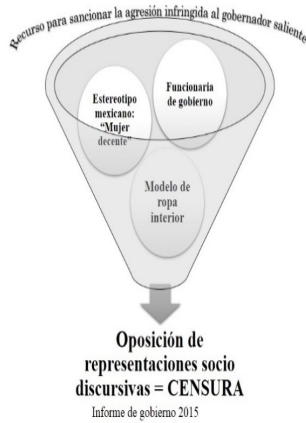 Recurso para sancionar la agresión infringida al gobernador saliente
Estereotipo
mexicano:
“Mujer
decente”
Funcionaria
de gobierno
Modelo de
ropa
interior
Oposición de
representaciones socio
discursivas = CENSURA
Informe de gobierno 2015